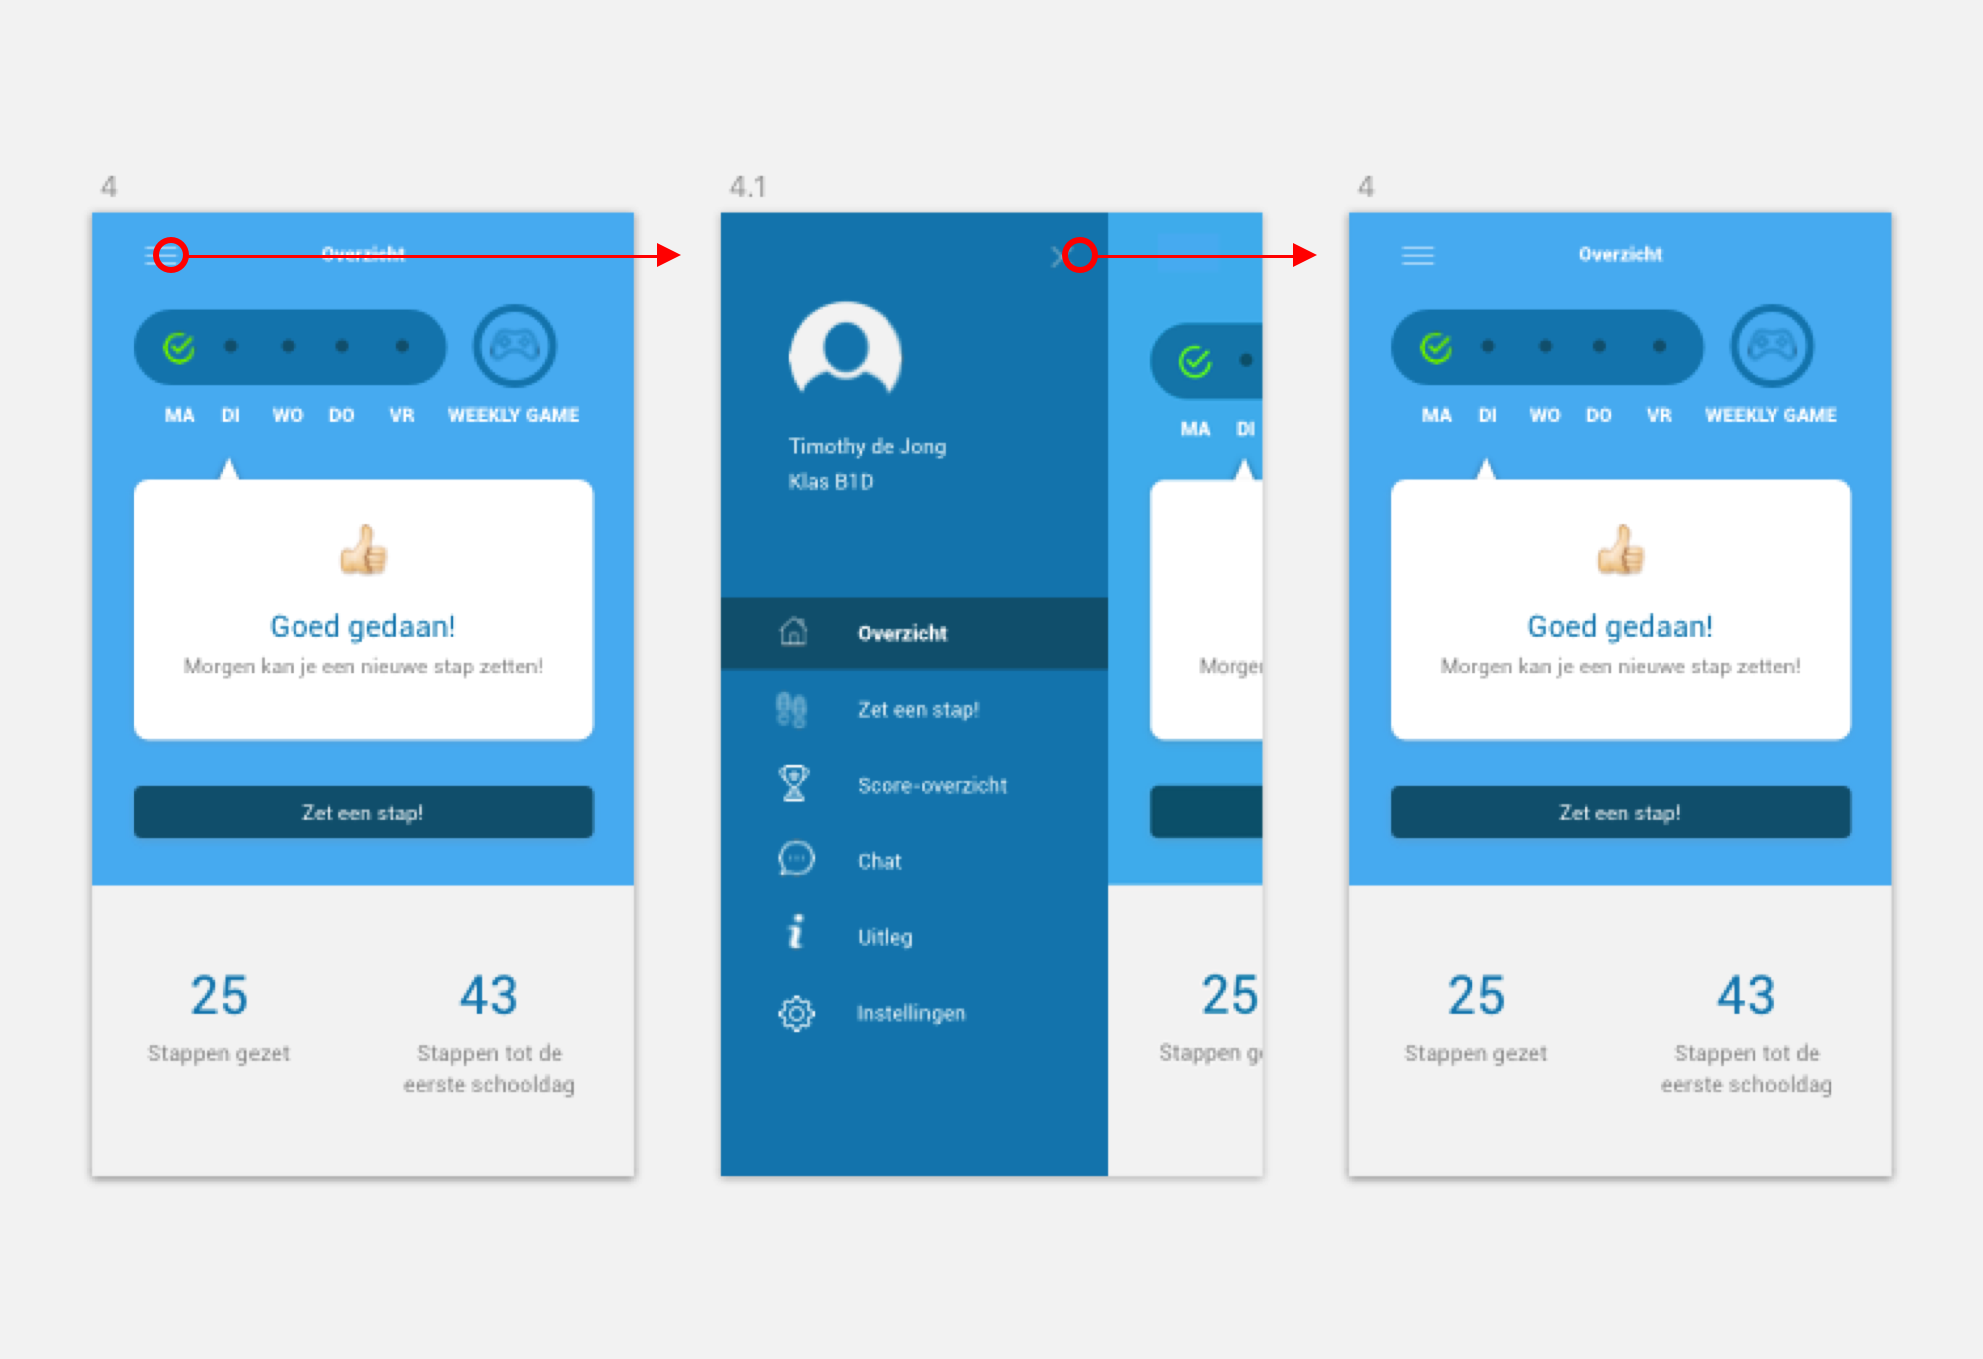 4
Overzicht
MA DI WO DO VR WEEKLY GAME
Goed gedaan!
Morgen kan je een nieuwe stap zetten!
Zet een stap!
25
Stappen gezet
43
Stappen tot de
eerste schooldag
4.1
Timothy de Jong
Klas B1D
Overzicht
Zet een stap!
Score-overzicht
Chat
Uitleg
Instellingen
MA DI
Morge
25
Stappen g
4
Overzicht
MA DI WO DO VR WEEKLY GAME
Goed gedaan!
Morgen kan je een nieuwe stap zetten!
Zet een stap!
25
Stappen gezet
43
Stappen tot de
eerste schooldag